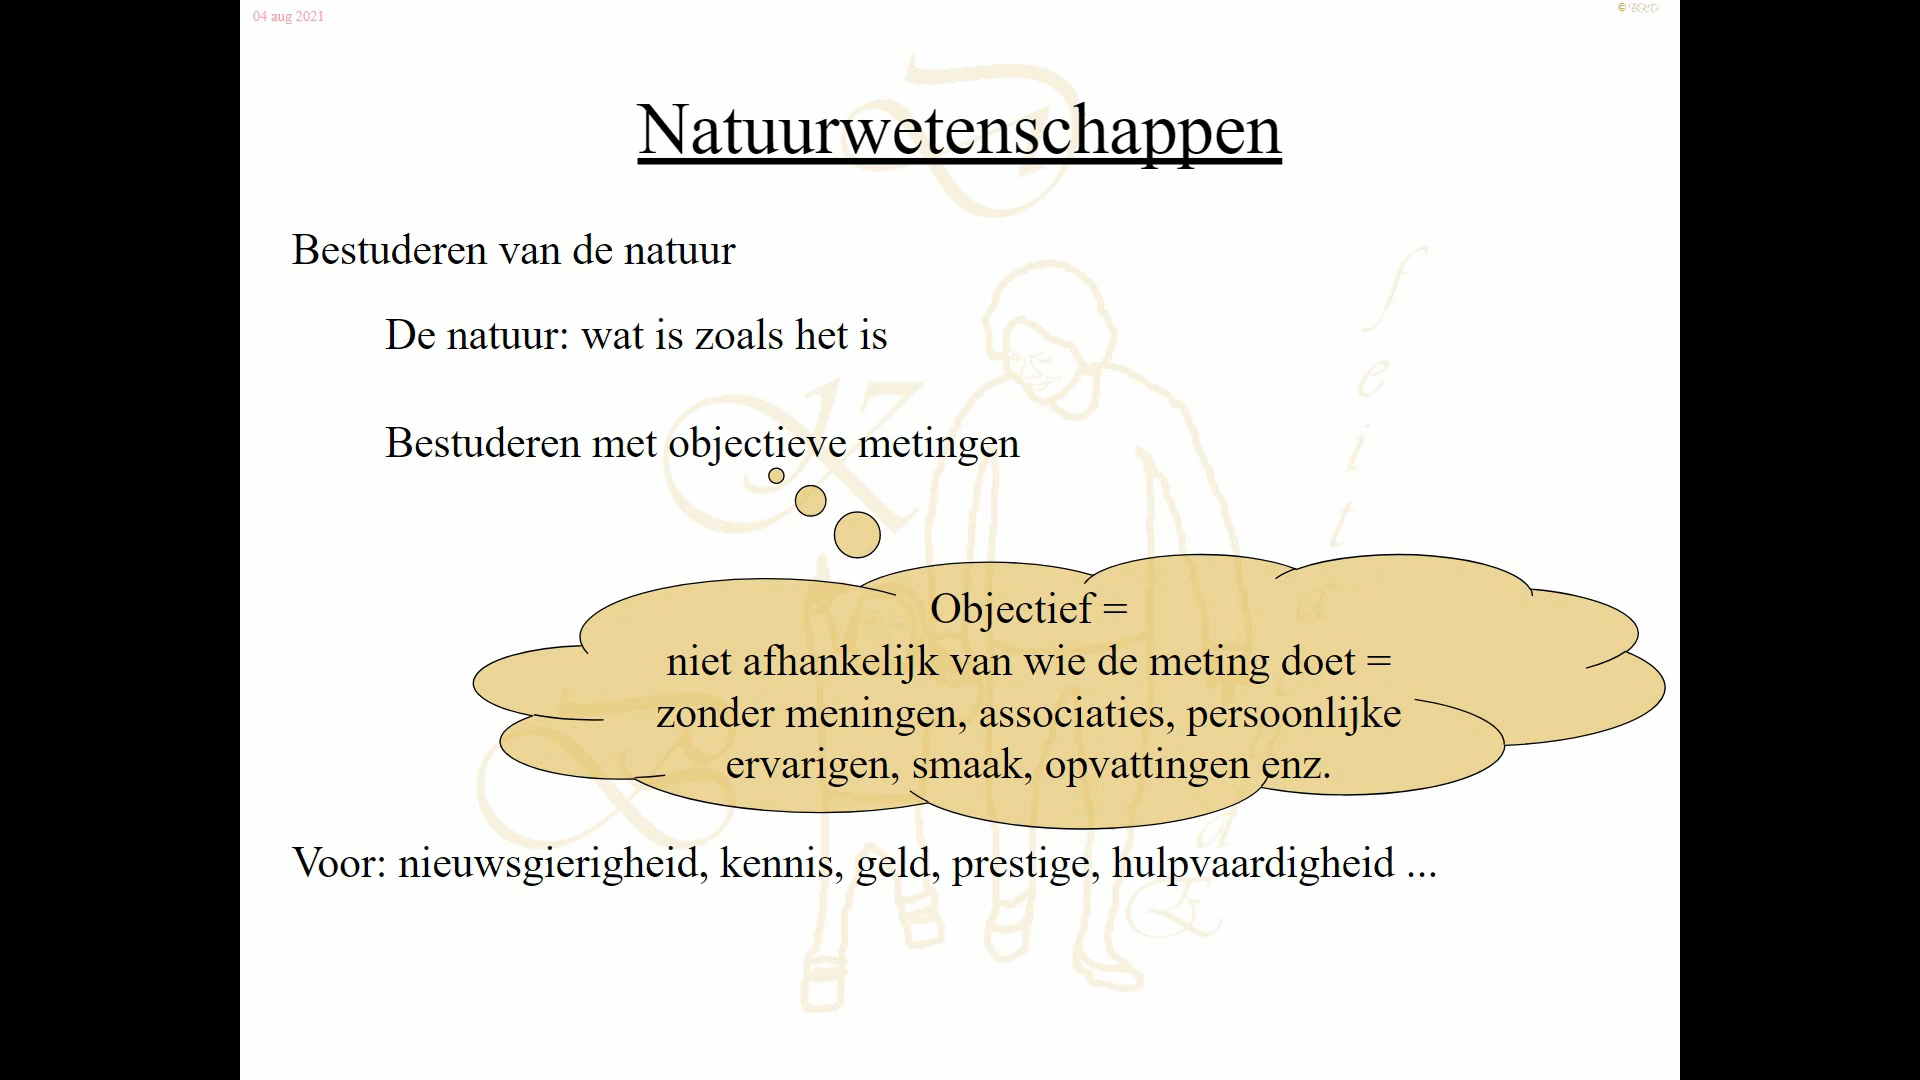 04 aug 2021
© BKO
Natuurwetenschappen
Bestuderen van de natuur
De natuur: wat is zoals het is
Bestuderen met objectieve metingen
Objectief =
niet afhankelijk van wie de meting doet =
zonder meningen, associaties, persoonlijke
ervarigen, smaak, opvattingen enz.
Voor: nieuwsgierigheid, kennis, geld, prestige, hulpvaardigheid ...